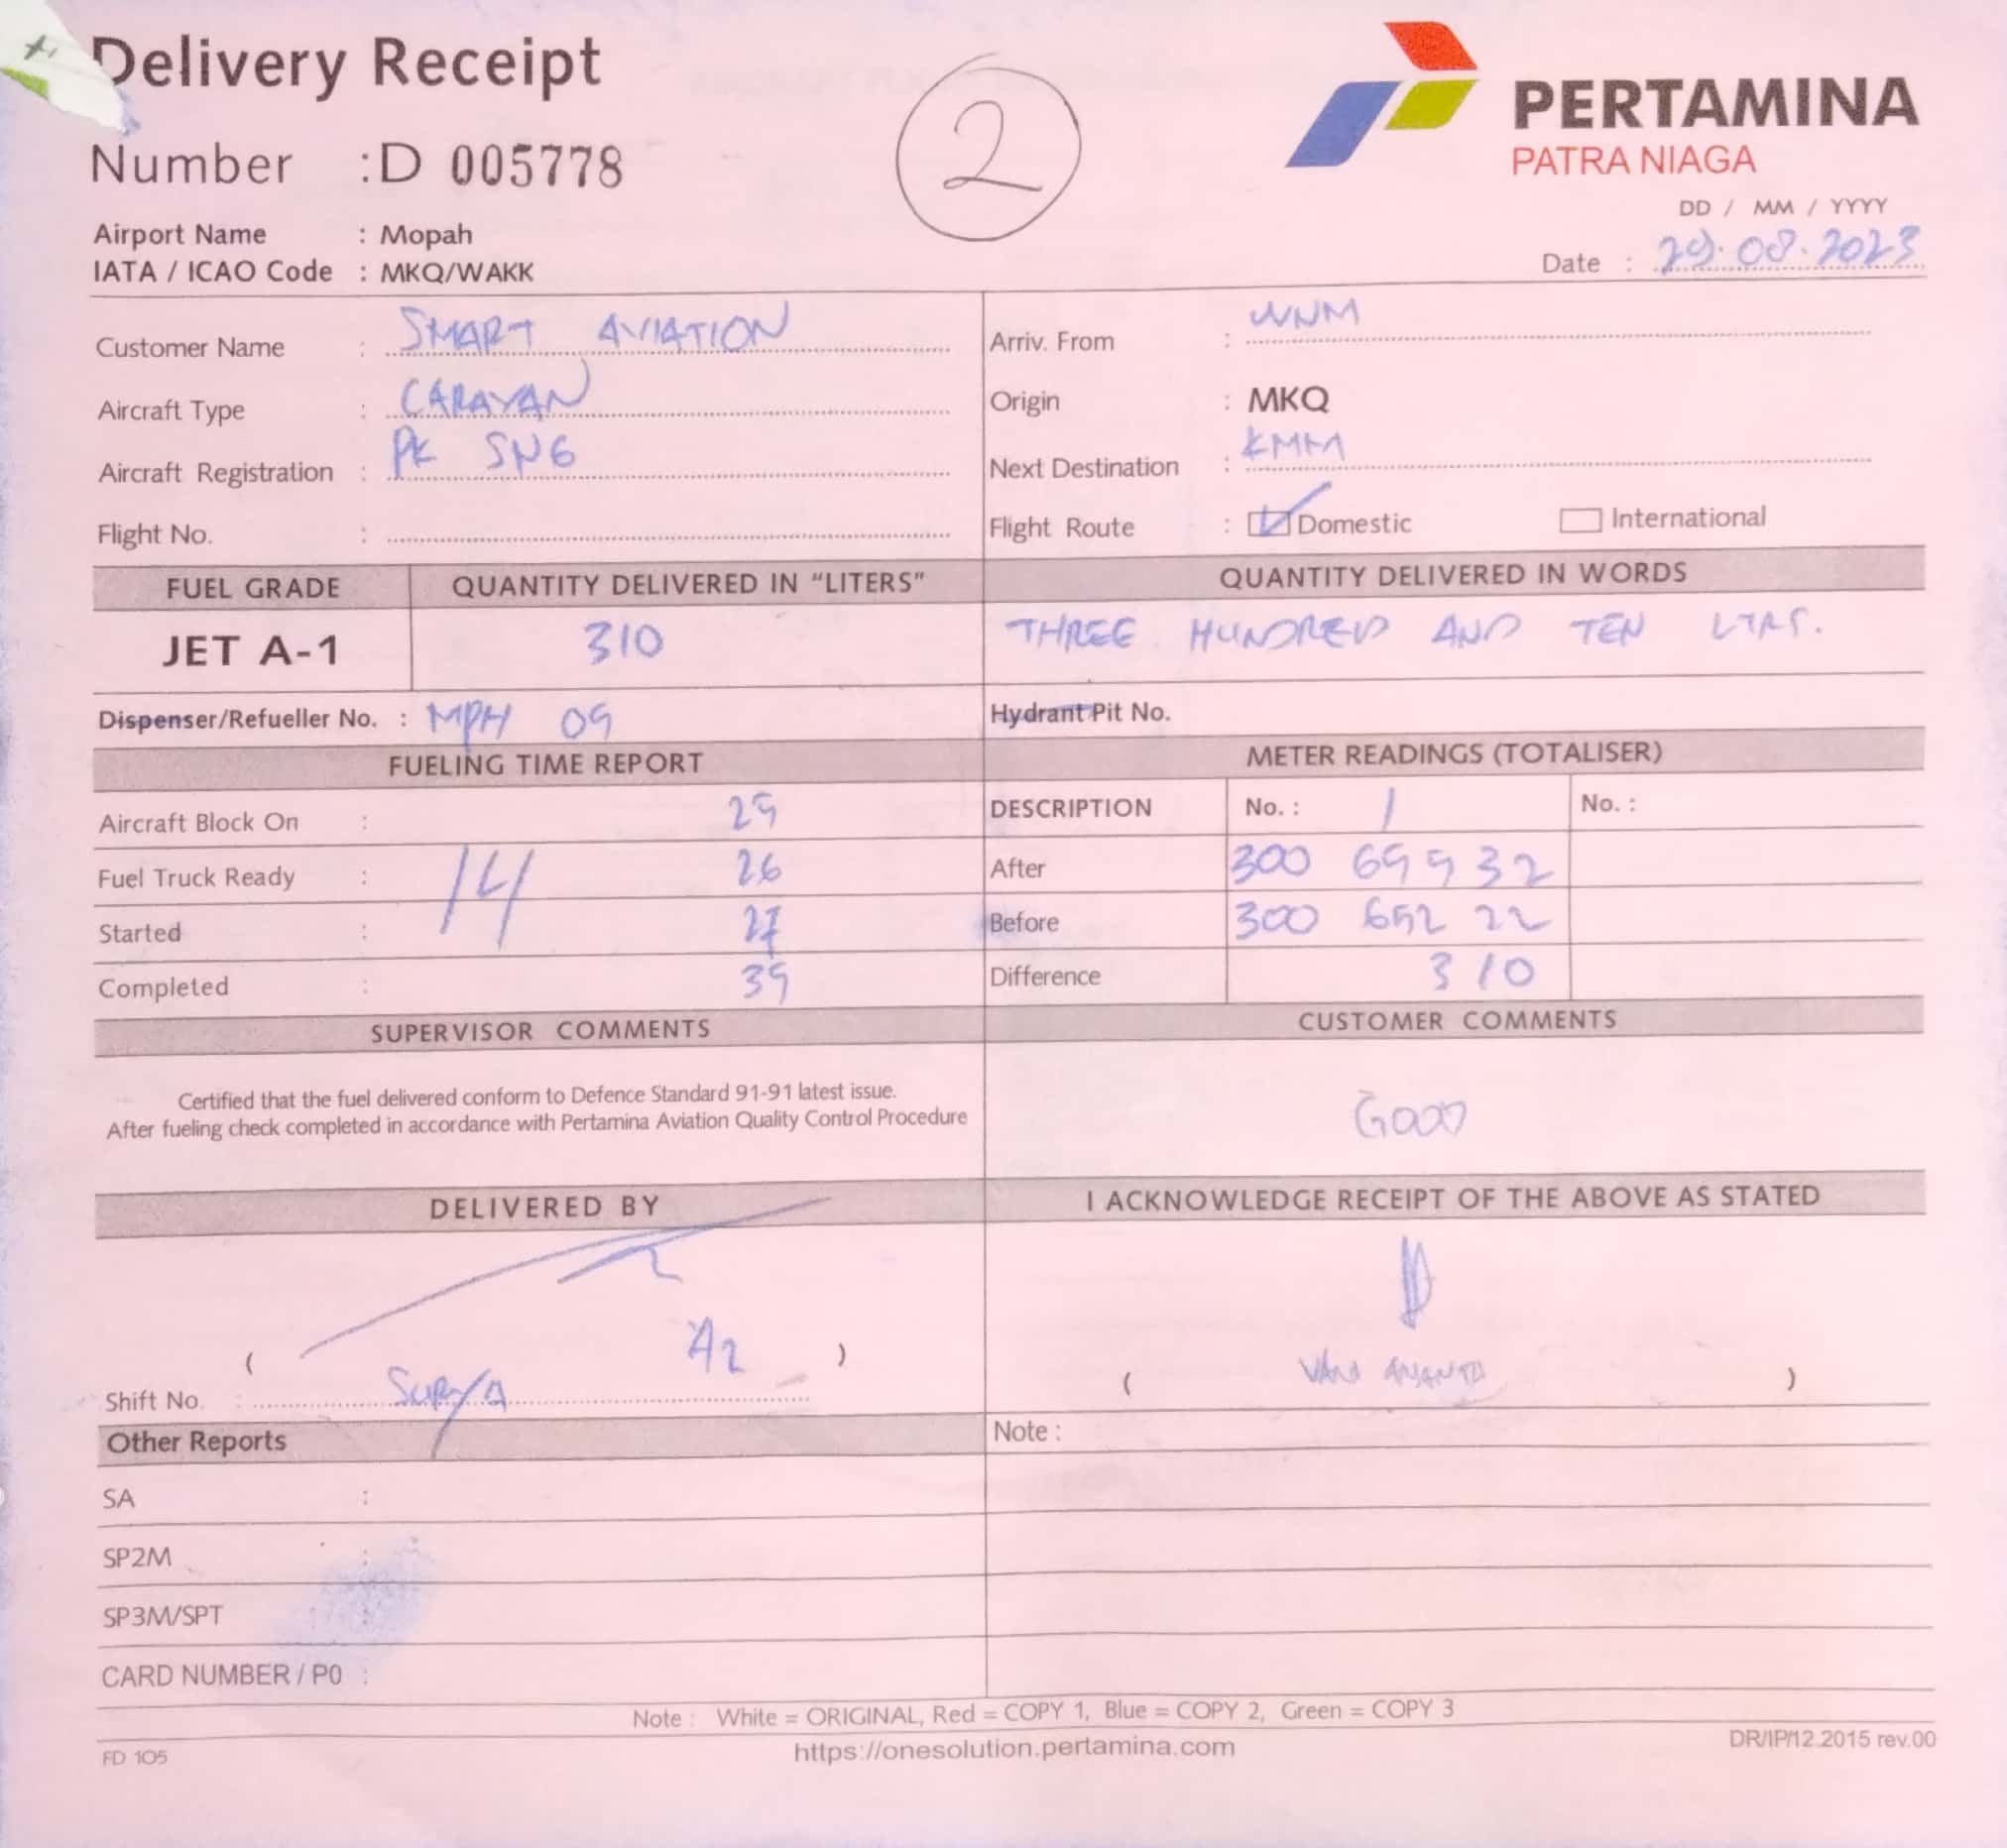 Delivery Receipt
2
PERTAMINA
PATRA NIAGA
Number : D 005778
DD / MM / YYYY
Airport Name : Mopah
Date : 29.08.2023
IATA / ICAO Code : MKQ/WAKK
Customer Name : SMART AVIATION
Arriv. From : WNM
Aircraft Type : CARAVAN
Origin : MKQ
Aircraft Registration : PK SNG
Next Destination : KMM
Flight No. :
Flight Route : Domestic International
FUEL GRADE QUANTITY DELIVERED IN "LITERS" QUANTITY DELIVERED IN WORDS
JET A-1 310 THREE HUNDRED AND TEN LTRS.
Dispenser/Refueller No. : MPH 09 Hydrant Pit No.
FUELING TIME REPORT METER READINGS (TOTALISER)
Aircraft Block On : 25 DESCRIPTION No. : 1 No. :
Fuel Truck Ready : 14 26 After 300
Started : 27 Before 300 22
Completed : 39 Difference 310
SUPERVISOR COMMENTS CUSTOMER COMMENTS
Certified that the fuel delivered conform to Defence Standard 91-91 latest issue.
After fueling check completed in accordance with Pertamina Aviation Quality Control Procedure
GOOD
DELIVERED BY I ACKNOWLEDGE RECEIPT OF THE ABOVE AS STATED
( A2 )
Shift No. : SURYA
( )
Other Reports Note :
SA :
SP2M :
SP3M/SPT :
CARD NUMBER / P0 :
Note : White = ORIGINAL, Red = COPY 1, Blue = COPY 2, Green = COPY 3
FD 105 https://onesolution.pertamina.com DR/IP/12.2015 rev.00